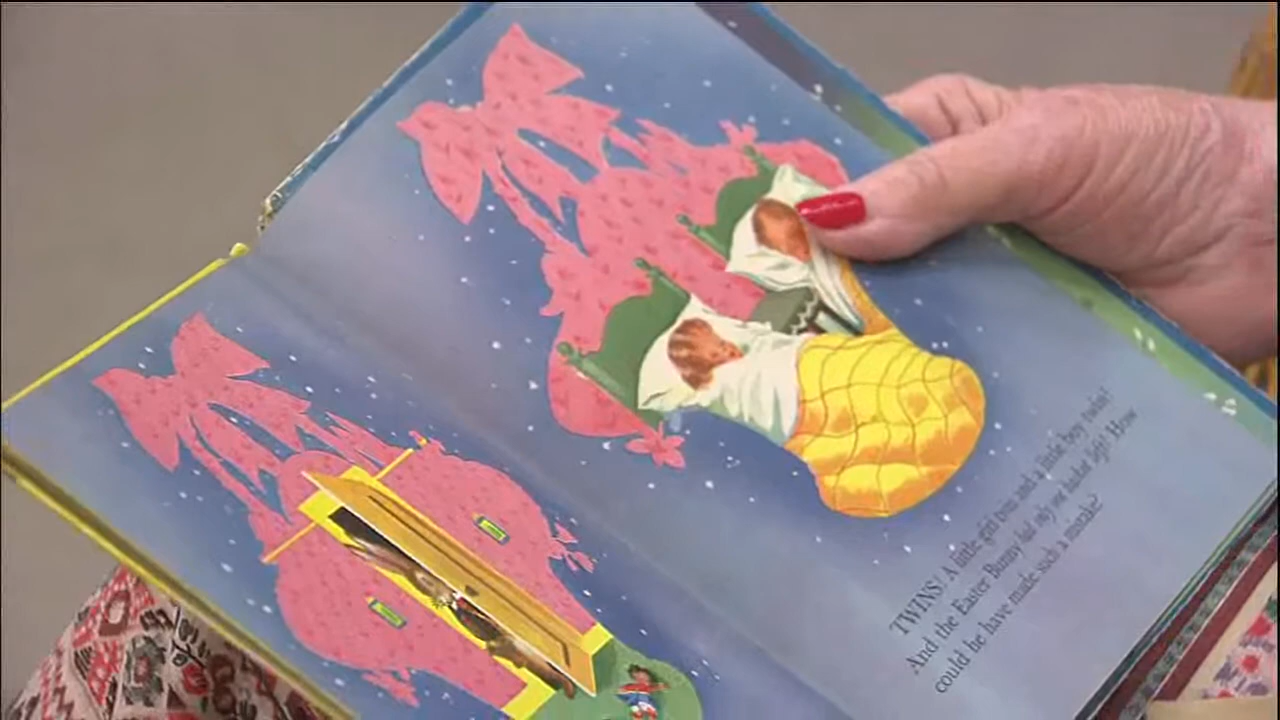 TWINS! A little girl twin and a little boy twin!
And the Easter Bunny had only one basket left! How
could he have made such a mistake?